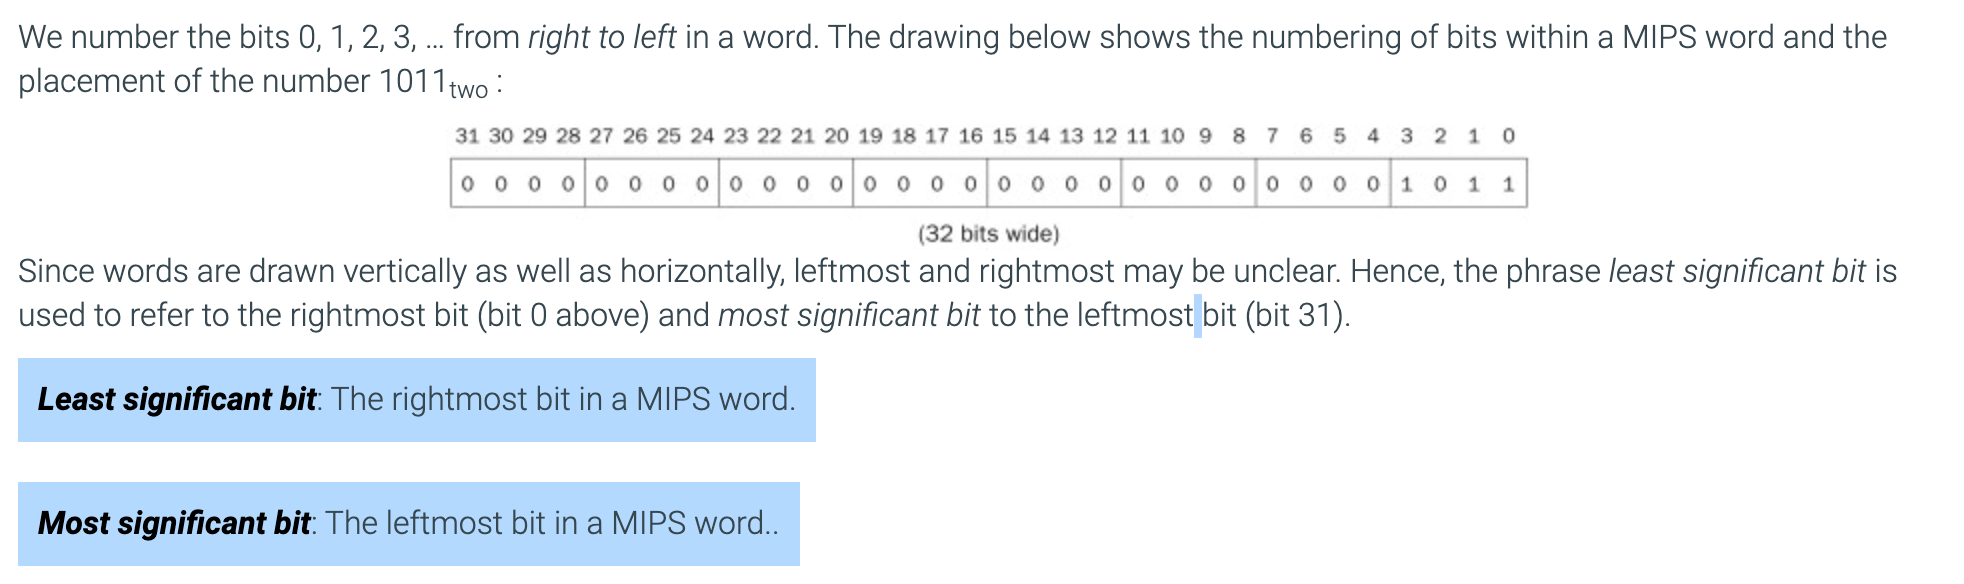 We number the bits 0, 1, 2, 3, ... from right to left in a word. The drawing below shows the numbering of bits within a MIPS word and the
placement of the number 1011two :
31 30 29 28 27 26 25 24 23 22 21 20 19 18 17 16 15 14 13 12 11 10 9 8 7 6 5 4 3 2 1 0
0 0 0 0 0 0 0 0 0 0 0 0 0 0 0 0 0 0 0 0 0 0 0 0 0 0 0 0 1 0 1 1
(32 bits wide)
Since words are drawn vertically as well as horizontally, leftmost and rightmost may be unclear. Hence, the phrase least significant bit is
used to refer to the rightmost bit (bit 0 above) and most significant bit to the leftmost bit (bit 31).
Least significant bit: The rightmost bit in a MIPS word.
Most significant bit: The leftmost bit in a MIPS word..